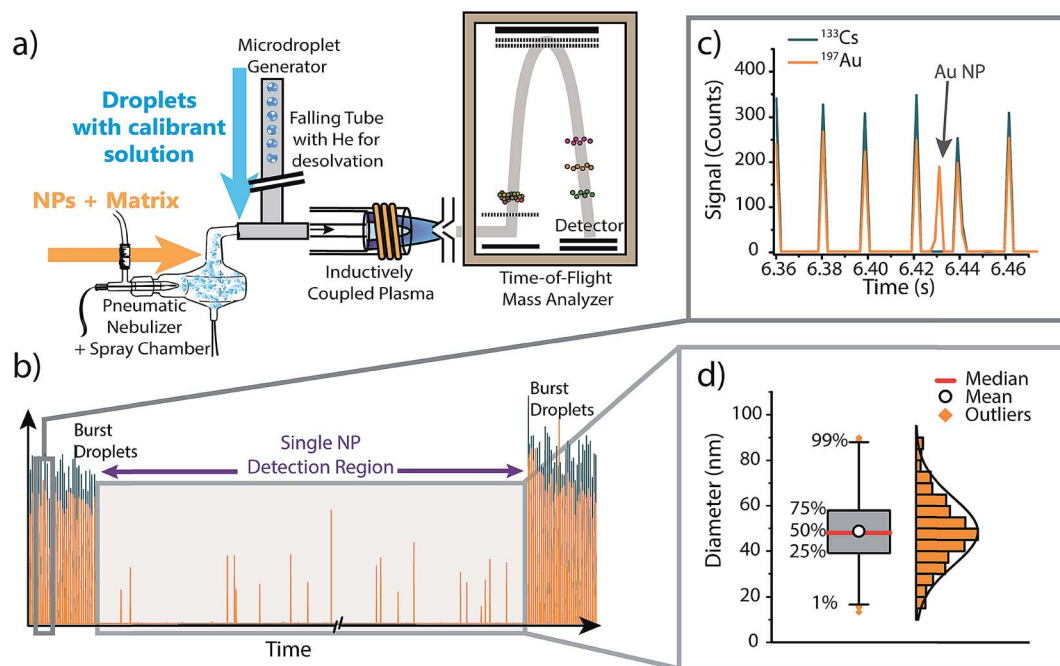 a)
Microdroplet
Generator
Droplets
with calibrant
solution
Falling Tube
with He for
desolvation
NPs + Matrix
Pneumatic
Nebulizer
+ Spray Chamber
Inductively
Coupled Plasma
Detector
Time-of-Flight
Mass Analyzer
b)
Burst
Droplets
Single NP
Detection Region
Burst
Droplets
Time
c)
¹³³Cs
¹⁹⁷Au
Au NP
Signal (Counts)
450
300
200
100
0
6.36
6.38
6.40
6.42
6.44
6.46
Time (s)
d)
Median
Mean
Outliers
Diameter (nm)
100
80
60
40
20
0
99%
75%
50%
25%
1%